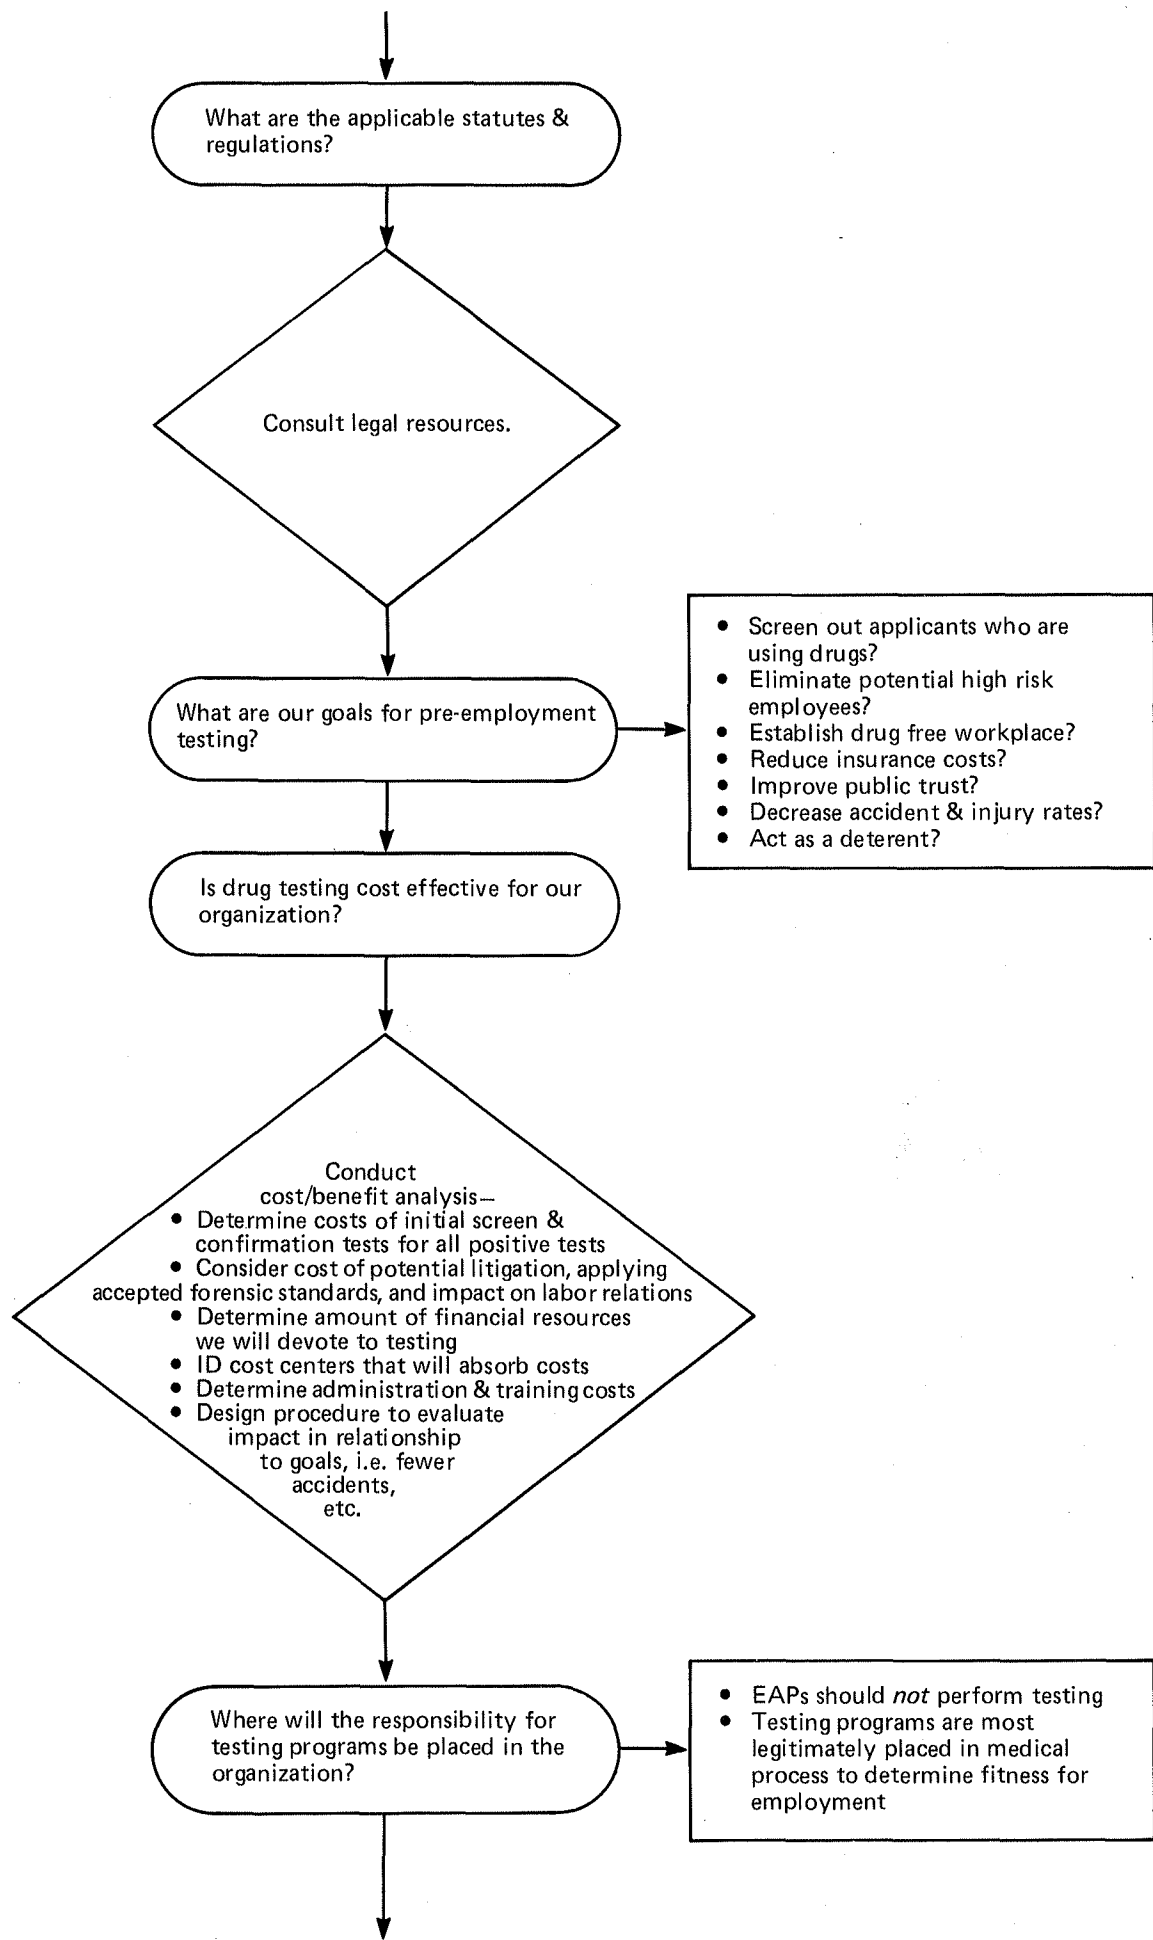 What are the applicable statutes &
regulations?
Consult legal resources.
What are our goals for pre-employment
testing?
• Screen out applicants who are
using drugs?
• Eliminate potential high risk
employees?
• Establish drug free workplace?
• Reduce insurance costs?
• Improve public trust?
• Decrease accident & injury rates?
• Act as a deterent?
Is drug testing cost effective for our
organization?
Conduct
cost/benefit analysis—
• Determine costs of initial screen &
confirmation tests for all positive tests
• Consider cost of potential litigation, applying
accepted forensic standards, and impact on labor relations
• Determine amount of financial resources
we will devote to testing
• ID cost centers that will absorb costs
• Determine administration & training costs
• Design procedure to evaluate
impact in relationship
to goals, i.e. fewer
accidents,
etc.
Where will the responsibility for
testing programs be placed in the
organization?
• EAPs should not perform testing
• Testing programs are most
legitimately placed in medical
process to determine fitness for
employment